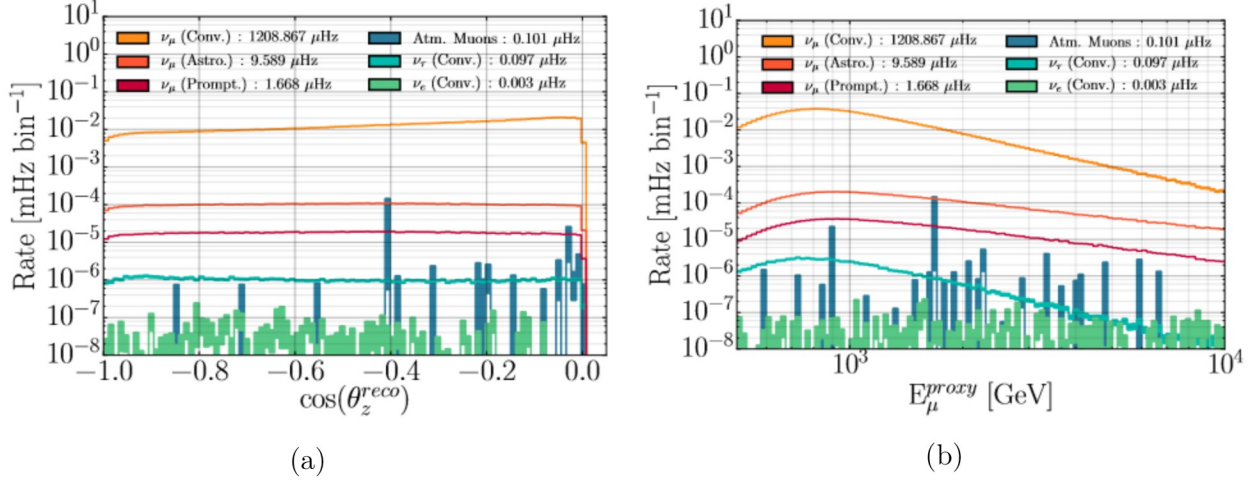 10¹
10⁰
10⁻¹
10⁻²
10⁻³
10⁻⁴
10⁻⁵
10⁻⁶
10⁻⁷
10⁻⁸
Rate [mHz bin⁻¹]
ν_μ (Conv.) : 1208.867 μHz
ν_μ (Astro.) : 9.589 μHz
ν_μ (Prompt.) : 1.668 μHz
Atm. Muons : 0.101 μHz
ν_τ (Conv.) : 0.097 μHz
ν_e (Conv.) : 0.003 μHz
−1.0 −0.8 −0.6 −0.4 −0.2 0.0
cos(θ_z^reco)
(a)
10¹
10⁰
10⁻¹
10⁻²
10⁻³
10⁻⁴
10⁻⁵
10⁻⁶
10⁻⁷
10⁻⁸
Rate [mHz bin⁻¹]
ν_μ (Conv.) : 1208.867 μHz
ν_μ (Astro.) : 9.589 μHz
ν_μ (Prompt.) : 1.668 μHz
Atm. Muons : 0.101 μHz
ν_τ (Conv.) : 0.097 μHz
ν_e (Conv.) : 0.003 μHz
10³ 10⁴
E_μ^proxy [GeV]
(b)